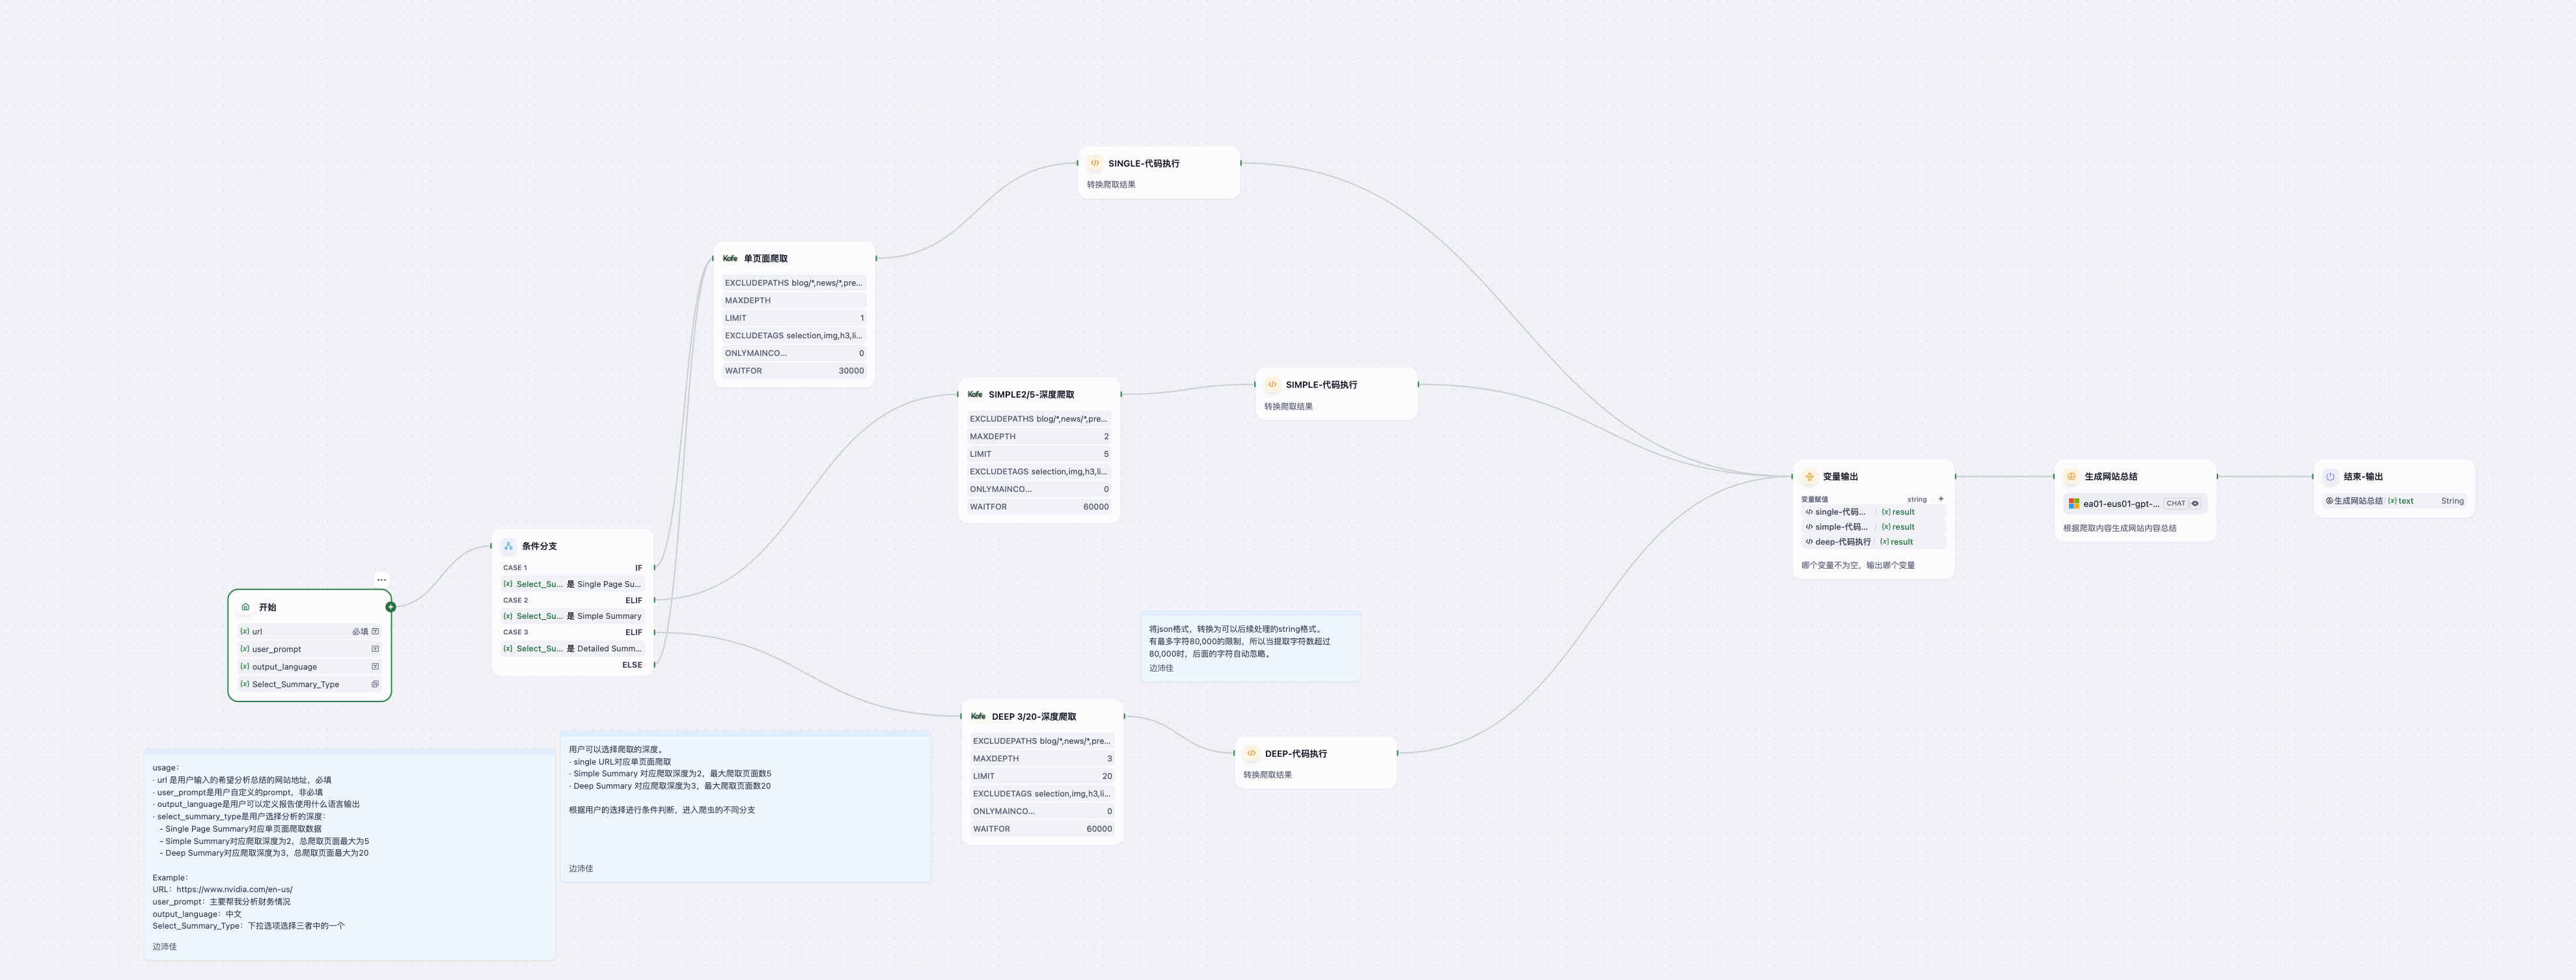 开始
url 必填
user_prompt
output_language
Select_Summary_Type
usage：
· url 是用户输入的希望分析总结的网站地址，必填
· user_prompt是用户自定义的prompt，非必填
· output_language是用户可以定义报告使用什么语言输出
· select_summary_type是用户选择分析的深度：
- Single Page Summary对应单页面爬取数据
- Simple Summary对应爬取深度为2，总爬取页面最大为5
- Deep Summary对应爬取深度为3，总爬取页面最大为20
Example：
URL：https://www.nvidia.com/en-us/
user_prompt：主要帮我分析财务情况
output_language：中文
Select_Summary_Type：下拉选项选择三者中的一个
边沛佳
条件分支
CASE 1 IF
{x} Select_Su... 是 Single Page Su...
CASE 2 ELIF
{x} Select_Su... 是 Simple Summary
CASE 3 ELIF
{x} Select_Su... 是 Detailed Summ...
ELSE
用户可以选择爬取的深度。
· single URL对应单页面爬取
· Simple Summary 对应爬取深度为2，最大爬取页面数5
· Deep Summary 对应爬取深度为3，最大爬取页面数20
根据用户的选择进行条件判断，进入爬虫的不同分支
边沛佳
Kofe 单页面爬取
EXCLUDEPATHS blog/*,news/*,pre...
MAXDEPTH
LIMIT 1
EXCLUDETAGS selection,img,h3,li...
ONLYMAINCO... 0
WAITFOR 30000
Kofe SIMPLE2/5-深度爬取
EXCLUDEPATHS blog/*,news/*,pre...
MAXDEPTH 2
LIMIT 5
EXCLUDETAGS selection,img,h3,li...
ONLYMAINCO... 0
WAITFOR 60000
Kofe DEEP 3/20-深度爬取
EXCLUDEPATHS blog/*,news/*,pre...
MAXDEPTH 3
LIMIT 20
EXCLUDETAGS selection,img,h3,li...
ONLYMAINCO... 0
WAITFOR 60000
SINGLE-代码执行
转换爬取结果
SIMPLE-代码执行
转换爬取结果
将json格式，转换为可以后续处理的string格式。
有最多字符80,000的限制，所以当提取字符数超过
80,000时，后面的字符自动忽略。
边沛佳
DEEP-代码执行
转换爬取结果
变量输出
变量赋值 string +
single-代码... / {x} result
simple-代码... / {x} result
deep-代码执行 / {x} result
哪个变量不为空，输出哪个变量
生成网站总结
ea01-eus01-gpt-... CHAT
根据爬取内容生成网站内容总结
结束-输出
生成网站总结 / {x} text String